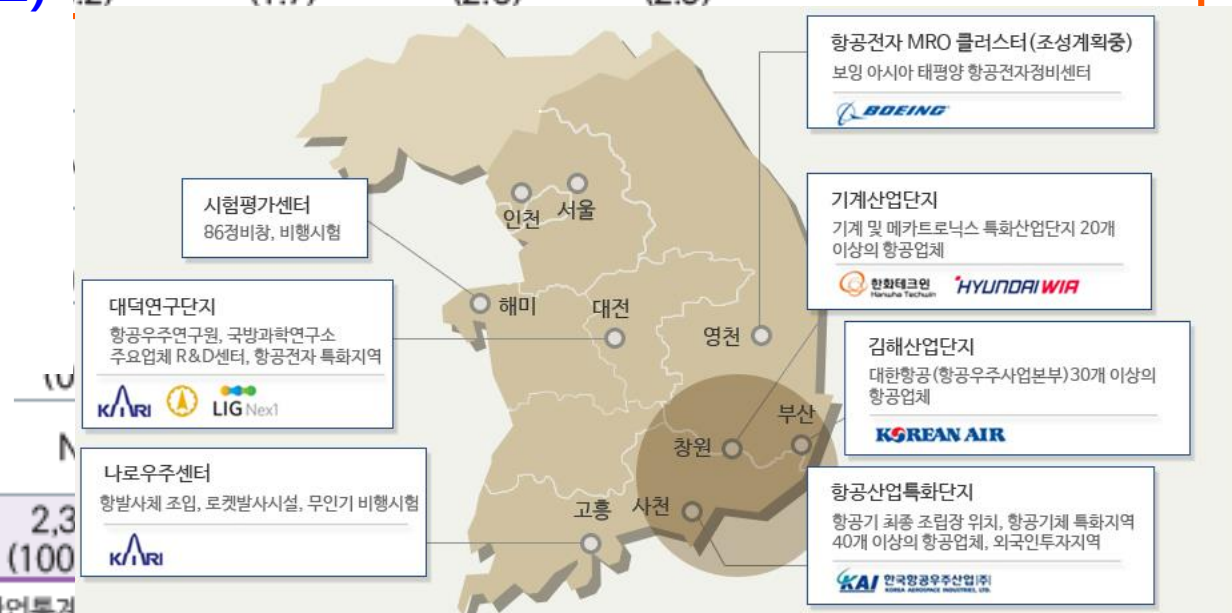 (1.7)
항공전자 MRO 클러스터(조성계획중)
보잉 아시아 태평양 항공전자정비센터
BOEING
시험평가센터
86정비창, 비행시험
인천
서울
기계산업단지
기계 및 메카트로닉스 특화산업단지 20개
이상의 항공업체
한화테크윈
Hanwha Techwin
HYUNDAI WIA
대덕연구단지
항공우주연구원, 국방과학연구소
주요업체 R&D센터, 항공전자 특화지역
KARI
LIG Nex1
해미
대전
영천
김해산업단지
대한항공(항공우주사업본부)30개 이상의
항공업체
KOREAN AIR
부산
창원
나로우주센터
항발사체 조입, 로켓발사시설, 무인기 비행시험
KARI
고흥
사천
항공산업특화단지
항공기 최종 조립장 위치, 항공기체 특화지역
40개 이상의 항공업체, 외국인투자지역
KAI 한국항공우주산업(주)
KOREA AEROSPACE INDUSTRIES, LTD.
2,3
(100